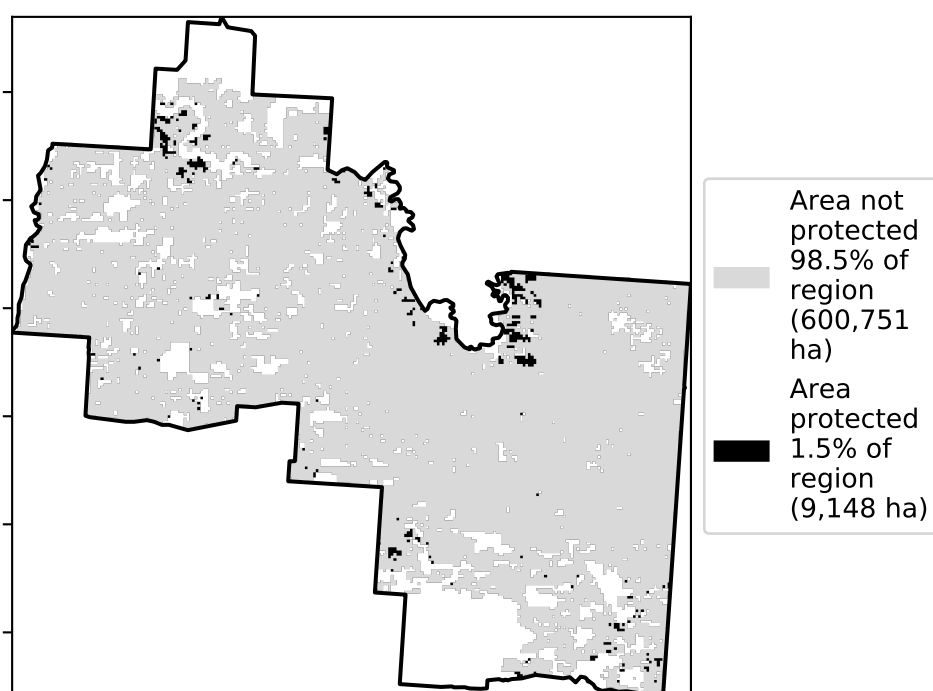 Area not
protected
98.5% of
region
(600,751
ha)
Area
protected
1.5% of
region
(9,148 ha)